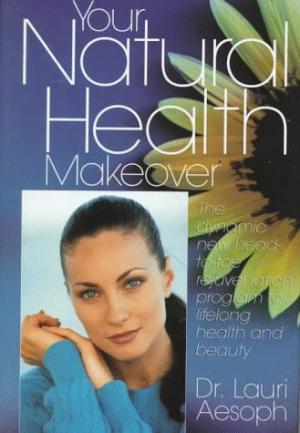 Your
Natural
Health
Makeover
The
dynamic
new head-
to-toe
rejuvenation
program for
lifelong
health and
beauty
Dr. Lauri
Aesoph